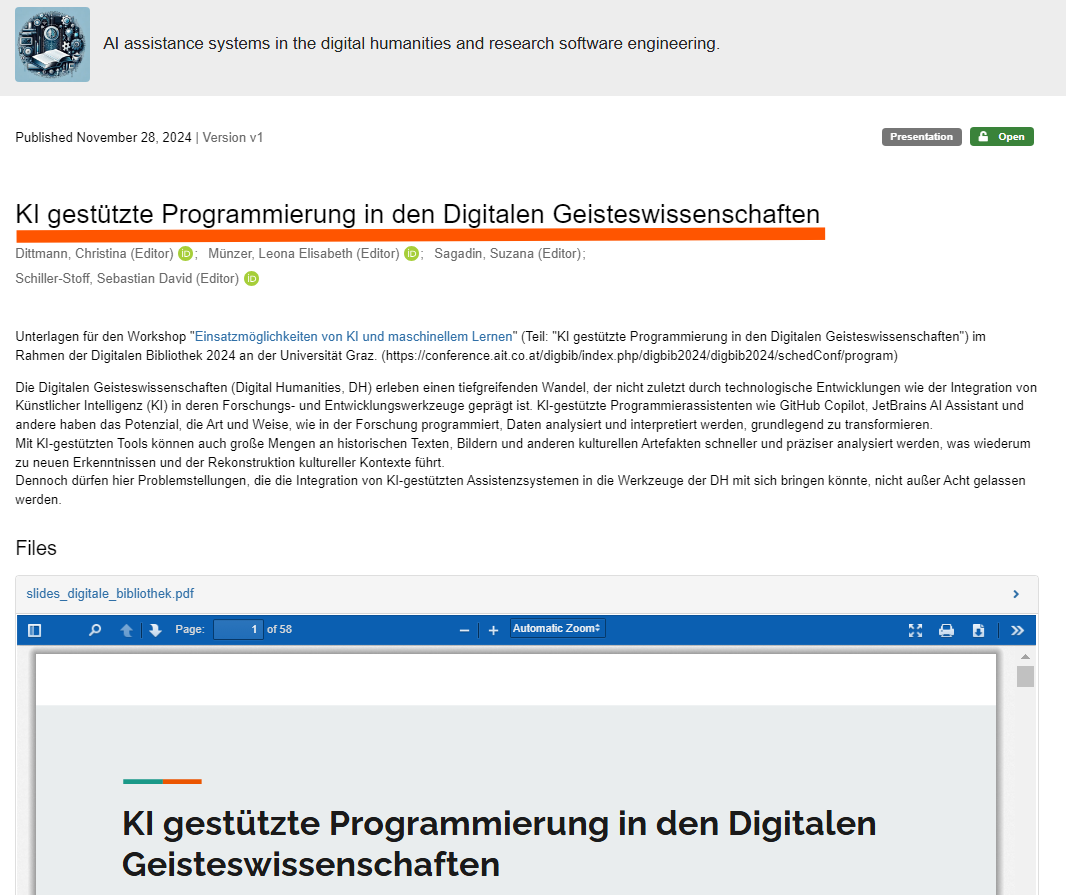 AI assistance systems in the digital humanities and research software engineering.
Published November 28, 2024 | Version v1
Presentation
Open
KI gestützte Programmierung in den Digitalen Geisteswissenschaften
Dittmann, Christina (Editor) iD; Münzer, Leona Elisabeth (Editor) iD; Sagadin, Suzana (Editor);
Schiller-Stoff, Sebastian David (Editor) iD
Unterlagen für den Workshop "Einsatzmöglichkeiten von KI und maschinellem Lernen" (Teil: "KI gestützte Programmierung in den Digitalen Geisteswissenschaften") im
Rahmen der Digitalen Bibliothek 2024 an der Universität Graz. (https://conference.ait.co.at/digbib/index.php/digbib2024/digbib2024/schedConf/program)
Die Digitalen Geisteswissenschaften (Digital Humanities, DH) erleben einen tiefgreifenden Wandel, der nicht zuletzt durch technologische Entwicklungen wie der Integration von
Künstlicher Intelligenz (KI) in deren Forschungs- und Entwicklungswerkzeuge geprägt ist. KI-gestützte Programmierassistenten wie GitHub Copilot, JetBrains AI Assistant und
andere haben das Potenzial, die Art und Weise, wie in der Forschung programmiert, Daten analysiert und interpretiert werden, grundlegend zu transformieren.
Mit KI-gestützten Tools können auch große Mengen an historischen Texten, Bildern und anderen kulturellen Artefakten schneller und präziser analysiert werden, was wiederum
zu neuen Erkenntnissen und der Rekonstruktion kultureller Kontexte führt.
Dennoch dürfen hier Problemstellungen, die die Integration von KI-gestützten Assistenzsystemen in die Werkzeuge der DH mit sich bringen könnte, nicht außer Acht gelassen
werden.
Files
slides_digitale_bibliothek.pdf
Page: 1 of 58
Automatic Zoom
KI gestützte Programmierung in den Digitalen
Geisteswissenschaften